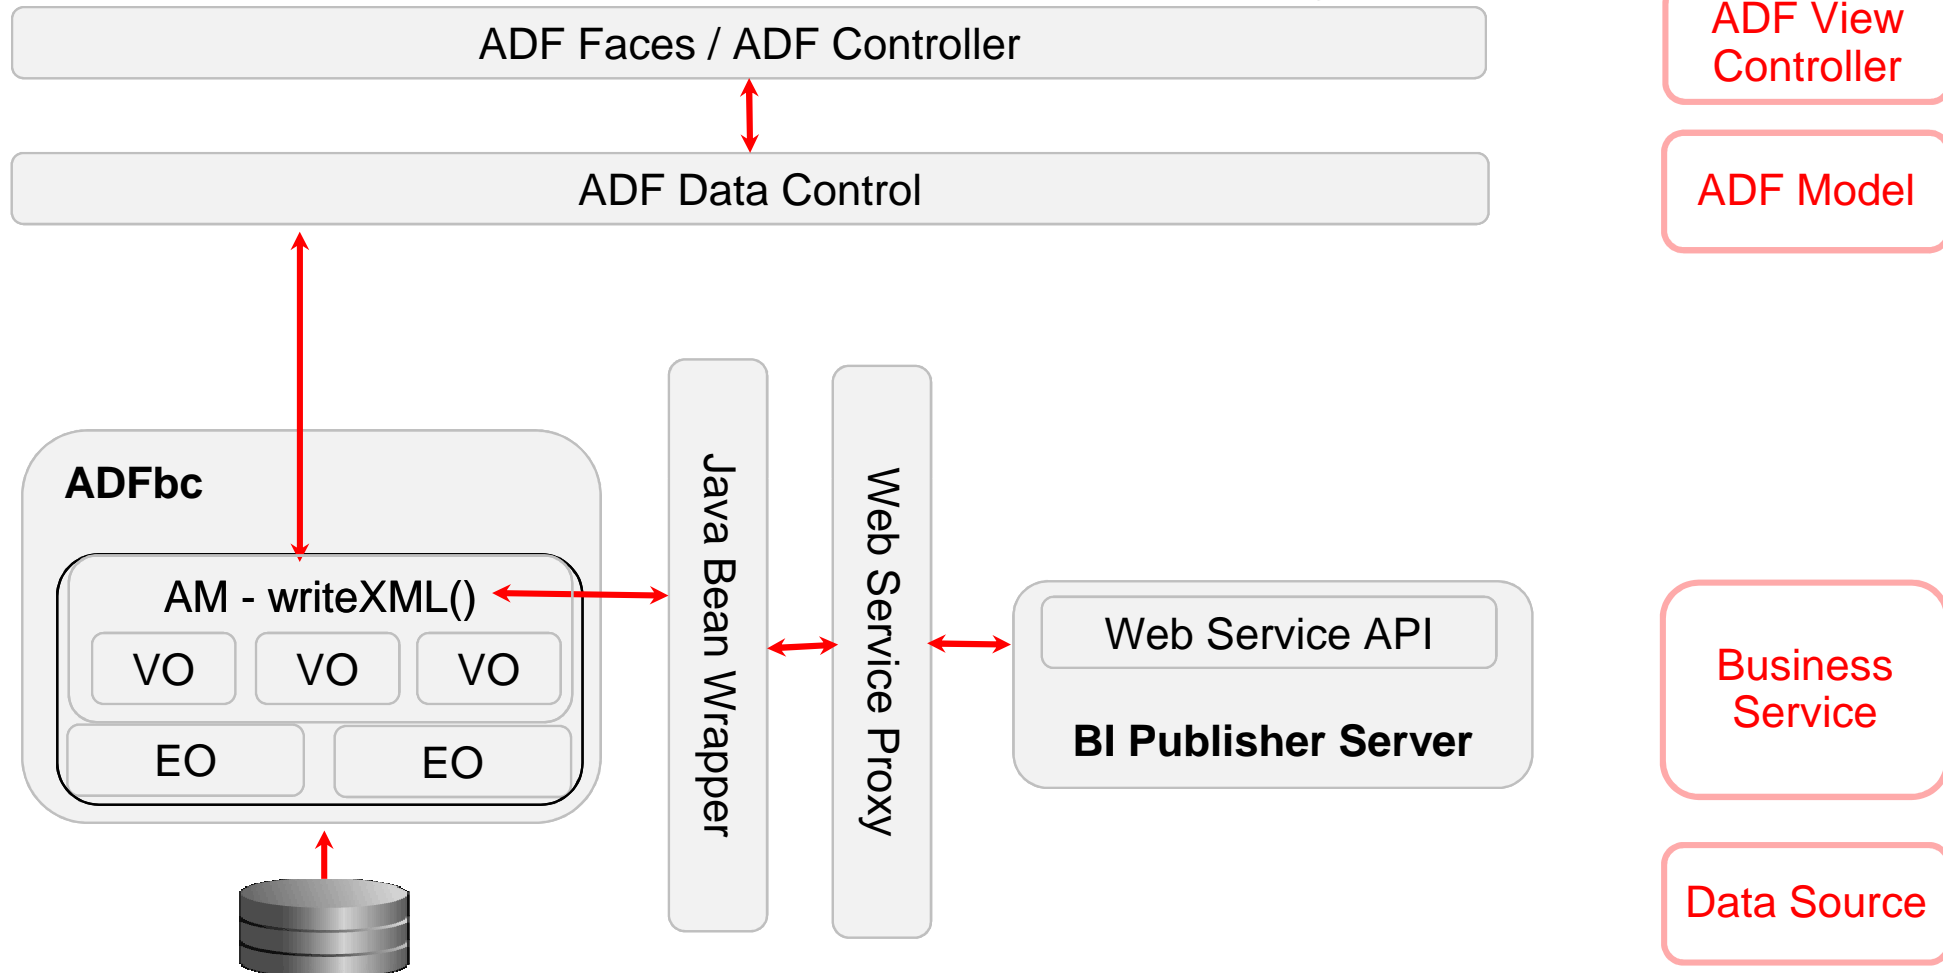 ADF Faces / ADF Controller
ADF View
Controller
ADF Data Control
ADF Model
ADFbc
AM - writeXML()
VO VO VO
EO EO
Java Bean Wrapper
Web Service Proxy
Web Service API
BI Publisher Server
Business
Service
Data Source